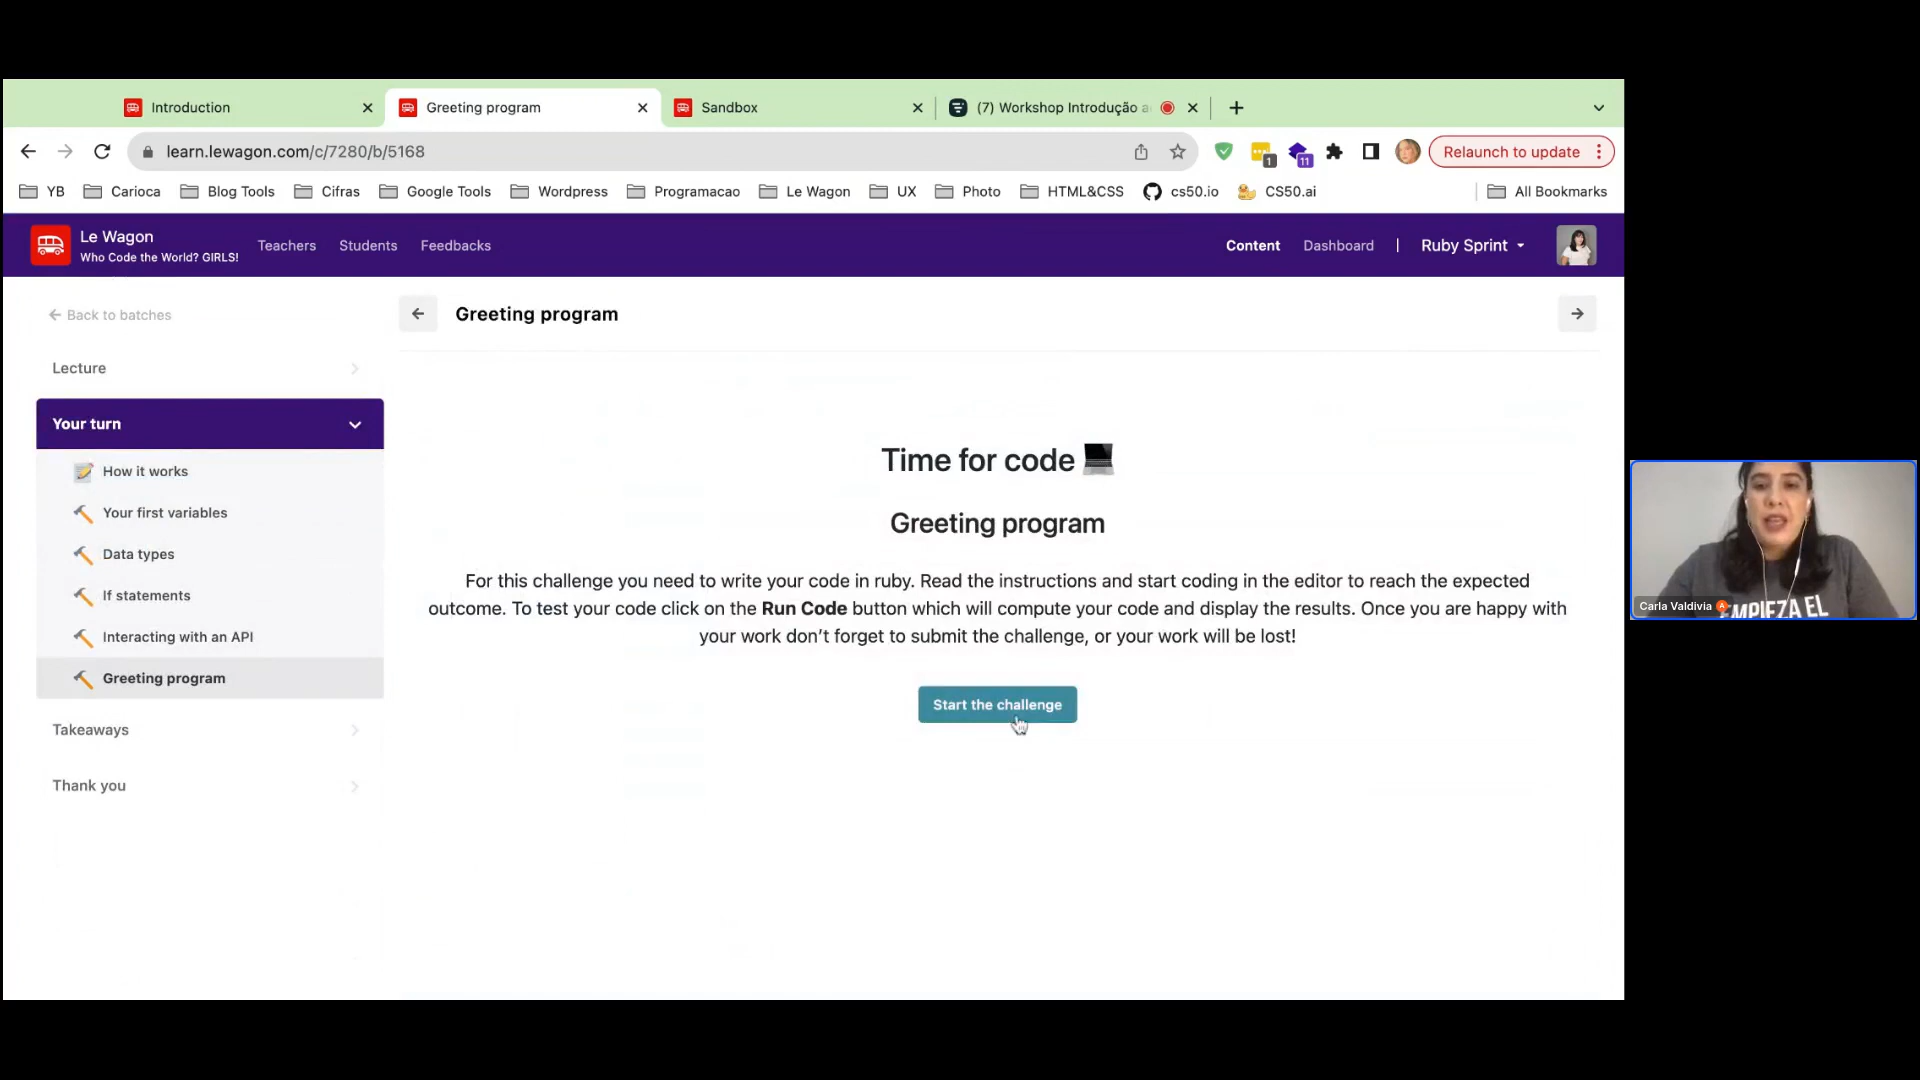 Introduction
Greeting program
Sandbox
(7) Workshop Introdução a
learn.lewagon.com/c/7280/b/5168
1
11
Relaunch to update
YB
Carioca
Blog Tools
Cifras
Google Tools
Wordpress
Programacao
Le Wagon
UX
Photo
HTML&CSS
cs50.io
CS50.ai
All Bookmarks
Le Wagon
Who Code the World? GIRLS!
Teachers
Students
Feedbacks
Content
Dashboard
Ruby Sprint
Back to batches
Lecture
Your turn
How it works
Your first variables
Data types
If statements
Interacting with an API
Greeting program
Takeaways
Thank you
Greeting program
Time for code
Greeting program
For this challenge you need to write your code in ruby. Read the instructions and start coding in the editor to reach the expected
outcome. To test your code click on the Run Code button which will compute your code and display the results. Once you are happy with
your work don't forget to submit the challenge, or your work will be lost!
Start the challenge
Carla Valdivia
EMPIEZA EL